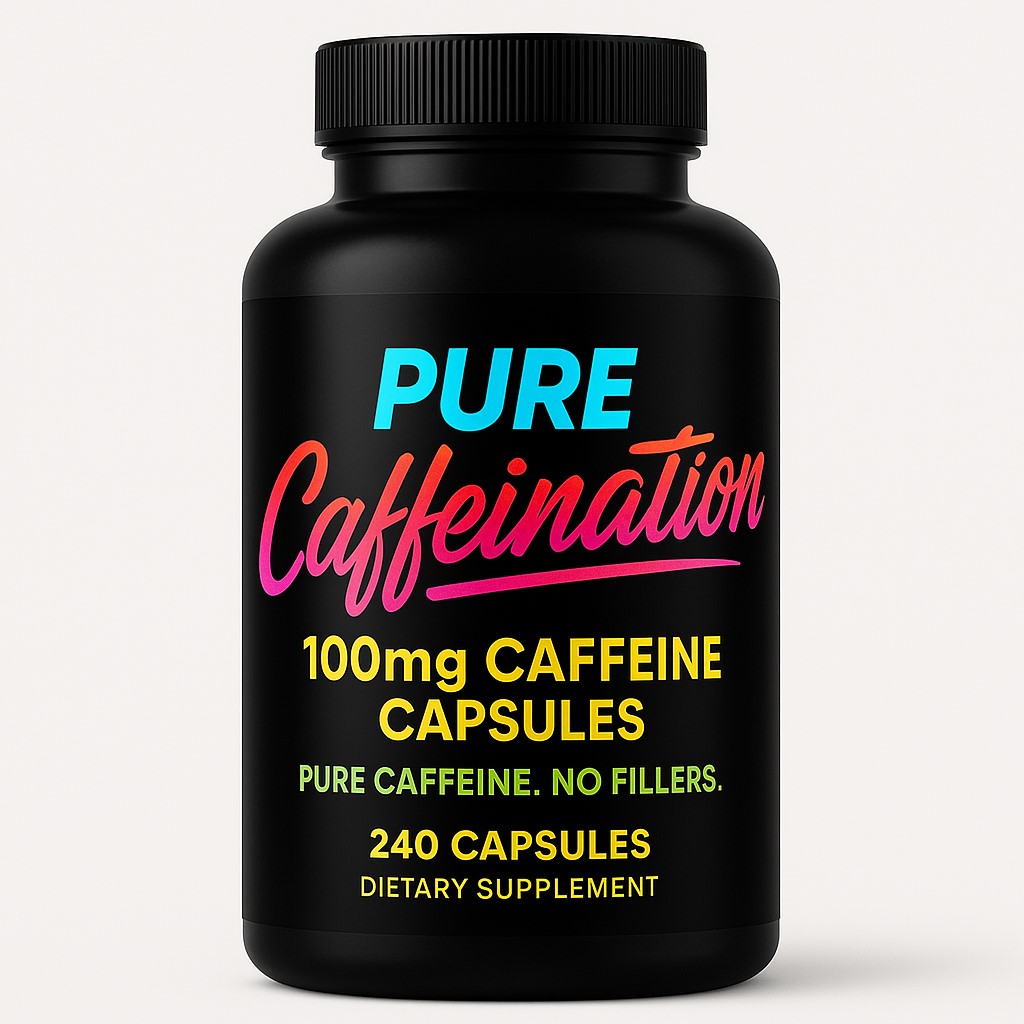 PURE
Caffeination
100mg CAFFEINE
CAPSULES
PURE CAFFEINE. NO FILLERS.
240 CAPSULES
DIETARY SUPPLEMENT